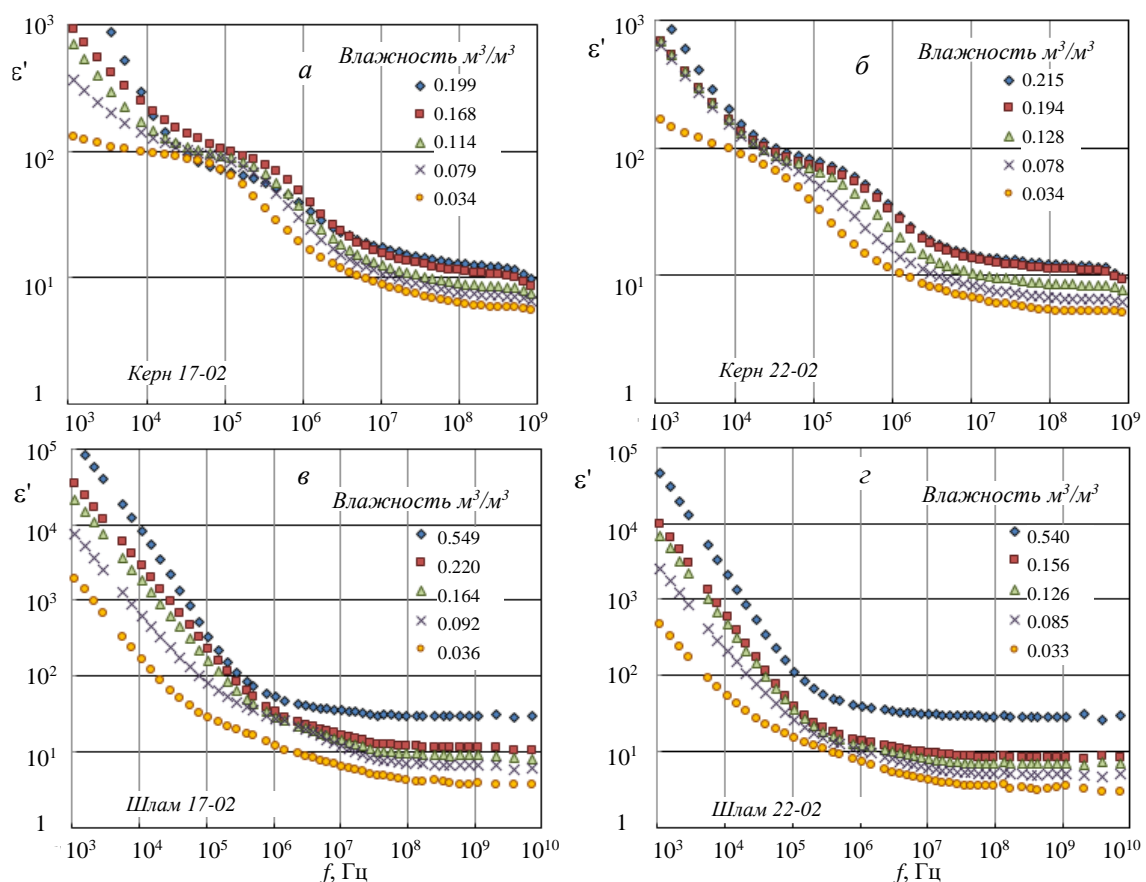 10³
ε'
а
Влажность м³/м³
0.199
0.168
0.114
0.079
0.034
10²
10¹
1
Керн 17-02
10³ 10⁴ 10⁵ 10⁶ 10⁷ 10⁸ 10⁹
10³
ε'
б
Влажность м³/м³
0.215
0.194
0.128
0.078
0.034
10²
10¹
1
Керн 22-02
10³ 10⁴ 10⁵ 10⁶ 10⁷ 10⁸ 10⁹
10⁵
ε'
в
Влажность м³/м³
0.549
0.220
0.164
0.092
0.036
10⁴
10³
10²
10¹
1
Шлам 17-02
10³ 10⁴ 10⁵ 10⁶ 10⁷ 10⁸ 10⁹ 10¹⁰
f, Гц
10⁵
ε'
г
Влажность м³/м³
0.540
0.156
0.126
0.085
0.033
10⁴
10³
10²
10¹
1
Шлам 22-02
10³ 10⁴ 10⁵ 10⁶ 10⁷ 10⁸ 10⁹ 10¹⁰
f, Гц